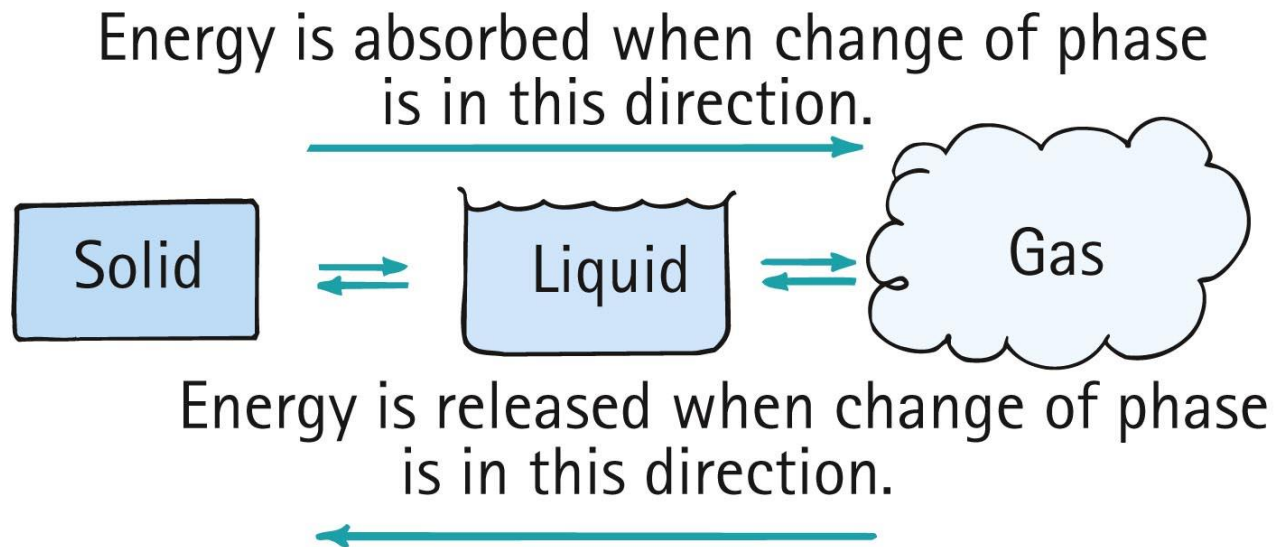 Energy is absorbed when change of phase
is in this direction.
Solid
Liquid
Gas
Energy is released when change of phase
is in this direction.